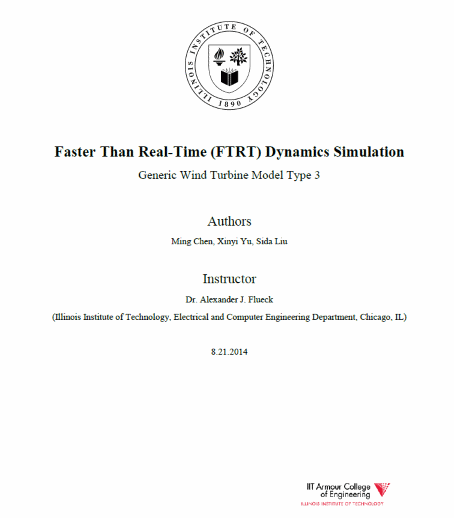 ILLINOIS INSTITUTE OF TECHNOLOGY
1890
Faster Than Real-Time (FTRT) Dynamics Simulation
Generic Wind Turbine Model Type 3
Authors
Ming Chen, Xinyi Yu, Sida Liu
Instructor
Dr. Alexander J. Flueck
(Illinois Institute of Technology, Electrical and Computer Engineering Department, Chicago, IL)
8.21.2014
IIT Armour College
of Engineering
ILLINOIS INSTITUTE OF TECHNOLOGY